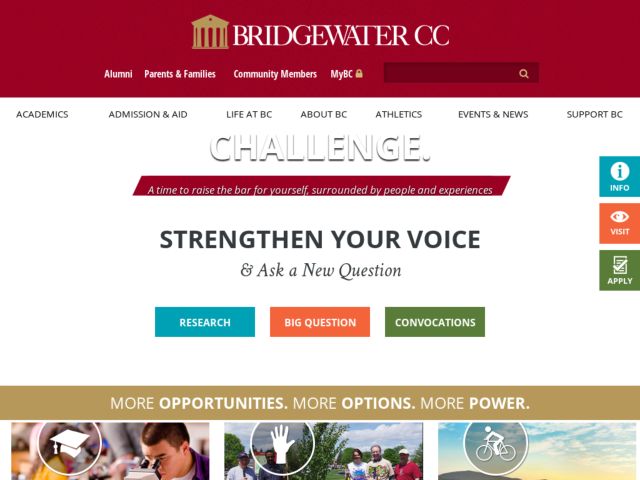 BRIDGEWATER CC
Alumni Parents & Families Community Members MyBC
ACADEMICS ADMISSION & AID LIFE AT BC ABOUT BC ATHLETICS EVENTS & NEWS SUPPORT BC
CHALLENGE.
A time to raise the bar for yourself, surrounded by people and experiences
INFO
VISIT
APPLY
STRENGTHEN YOUR VOICE
& Ask a New Question
RESEARCH BIG QUESTION CONVOCATIONS
MORE OPPORTUNITIES. MORE OPTIONS. MORE POWER.